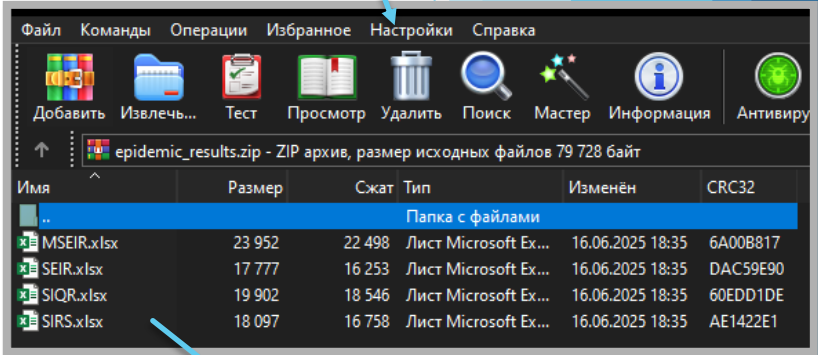 Файл Команды Операции Избранное Настройки Справка
Добавить Извлечь... Тест Просмотр Удалить Поиск Мастер Информация Антивиру
epidemic_results.zip - ZIP архив, размер исходных файлов 79 728 байт
Имя Размер Сжат Тип Изменён CRC32
.. Папка с файлами
MSEIR.xlsx 23 952 22 498 Лист Microsoft Ex... 16.06.2025 18:35 6A00B817
SEIR.xlsx 17 777 16 253 Лист Microsoft Ex... 16.06.2025 18:35 DAC59E90
SIQR.xlsx 19 902 18 546 Лист Microsoft Ex... 16.06.2025 18:35 60EDD1DE
SIRS.xlsx 18 097 16 758 Лист Microsoft Ex... 16.06.2025 18:35 AE1422E1